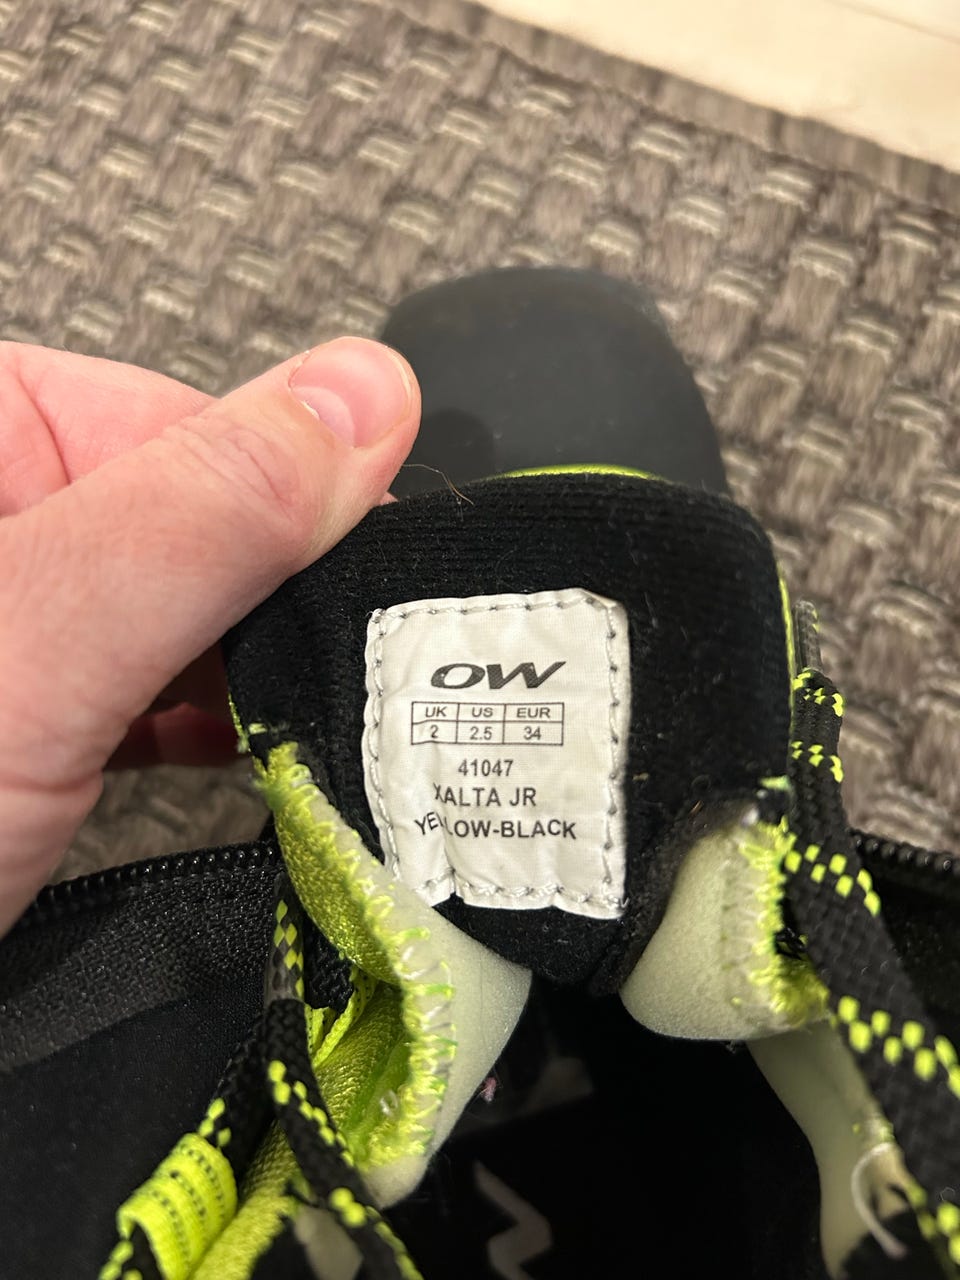 OW
UK US EUR
2 2.5 34
41047
XALTA JR
YELLOW-BLACK